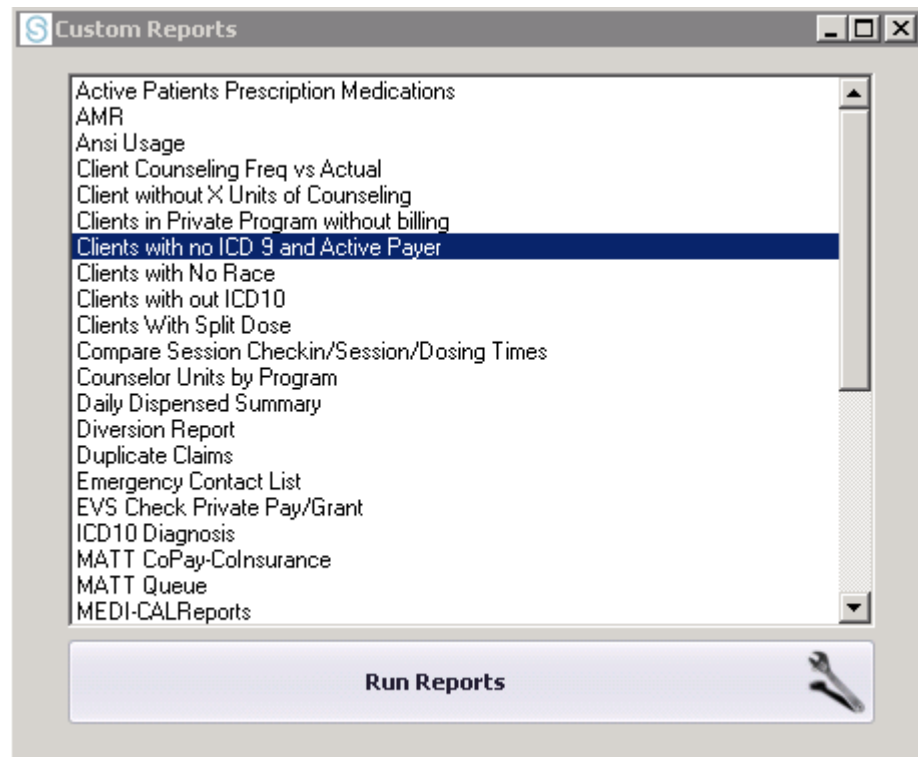 Custom Reports
Active Patients Prescription Medications
AMR
Ansi Usage
Client Counseling Freq vs Actual
Client without X Units of Counseling
Clients in Private Program without billing
Clients with no ICD 9 and Active Payer
Clients with No Race
Clients with out ICD10
Clients With Split Dose
Compare Session Checkin/Session/Dosing Times
Counselor Units by Program
Daily Dispensed Summary
Diversion Report
Duplicate Claims
Emergency Contact List
EVS Check Private Pay/Grant
ICD10 Diagnosis
MATT CoPay-CoInsurance
MATT Queue
MEDI-CALReports
Run Reports